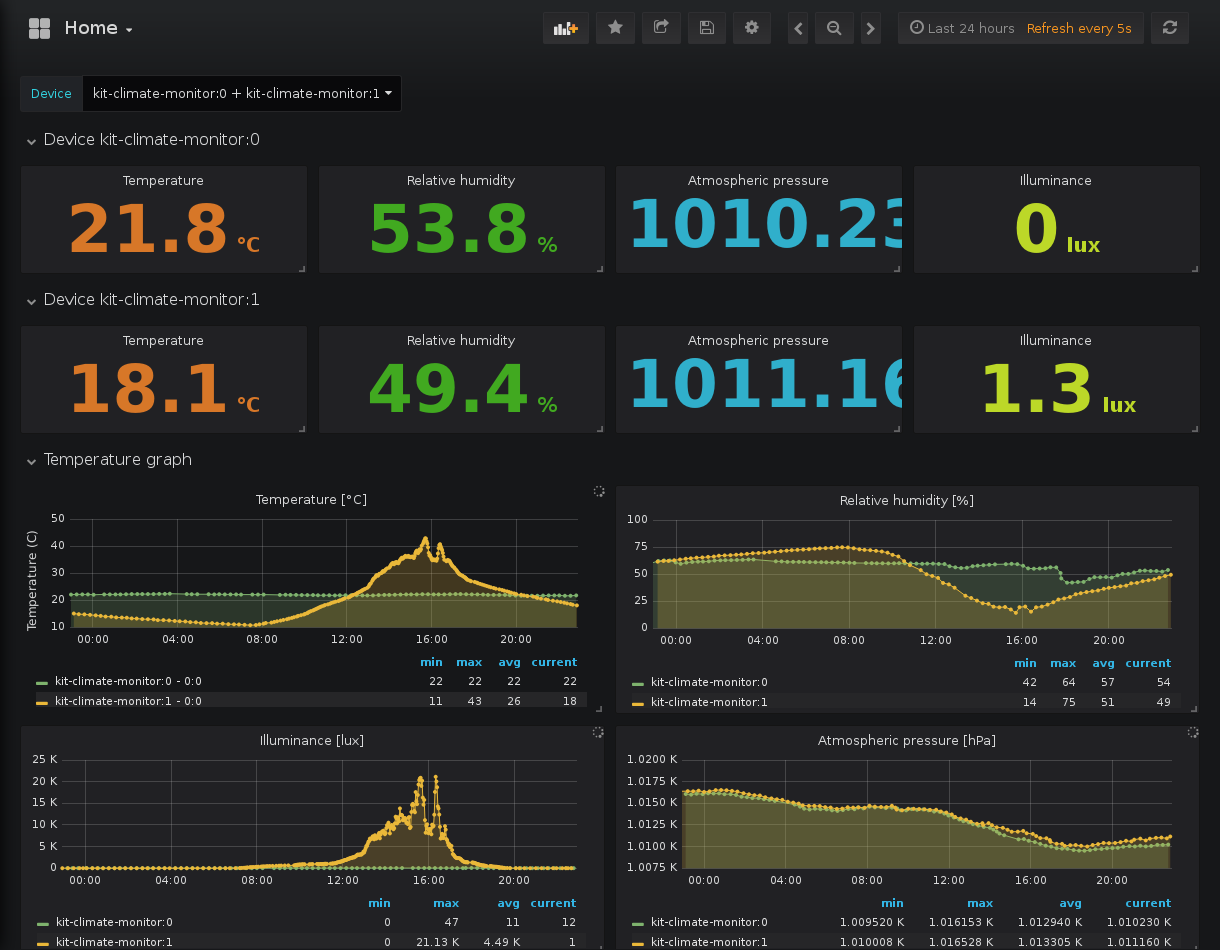 Home
Last 24 hours Refresh every 5s
Device kit-climate-monitor:0 + kit-climate-monitor:1
Device kit-climate-monitor:0
Temperature Relative humidity Atmospheric pressure Illuminance
21.8 °C 53.8 % 1010.23 0 lux
Device kit-climate-monitor:1
Temperature Relative humidity Atmospheric pressure Illuminance
18.1 °C 49.4 % 1011.16 1.3 lux
Temperature graph
Temperature [°C]
Temperature (C)
50
40
30
20
10
00:00 04:00 08:00 12:00 16:00 20:00
min max avg current
kit-climate-monitor:0 - 0:0 22 22 22 22
kit-climate-monitor:1 - 0:0 11 43 26 18
Relative humidity [%]
100
75
50
25
0
00:00 04:00 08:00 12:00 16:00 20:00
min max avg current
kit-climate-monitor:0 42 64 57 54
kit-climate-monitor:1 14 75 51 49
Illuminance [lux]
25 K
20 K
15 K
10 K
5 K
0
00:00 04:00 08:00 12:00 16:00 20:00
min max avg current
kit-climate-monitor:0 0 47 11 12
kit-climate-monitor:1 0 21.13 K 4.49 K 1
Atmospheric pressure [hPa]
1.0200 K
1.0175 K
1.0150 K
1.0125 K
1.0100 K
1.0075 K
00:00 04:00 08:00 12:00 16:00 20:00
min max avg current
kit-climate-monitor:0 1.009520 K 1.016153 K 1.012940 K 1.010230 K
kit-climate-monitor:1 1.010008 K 1.016528 K 1.013305 K 1.011160 K